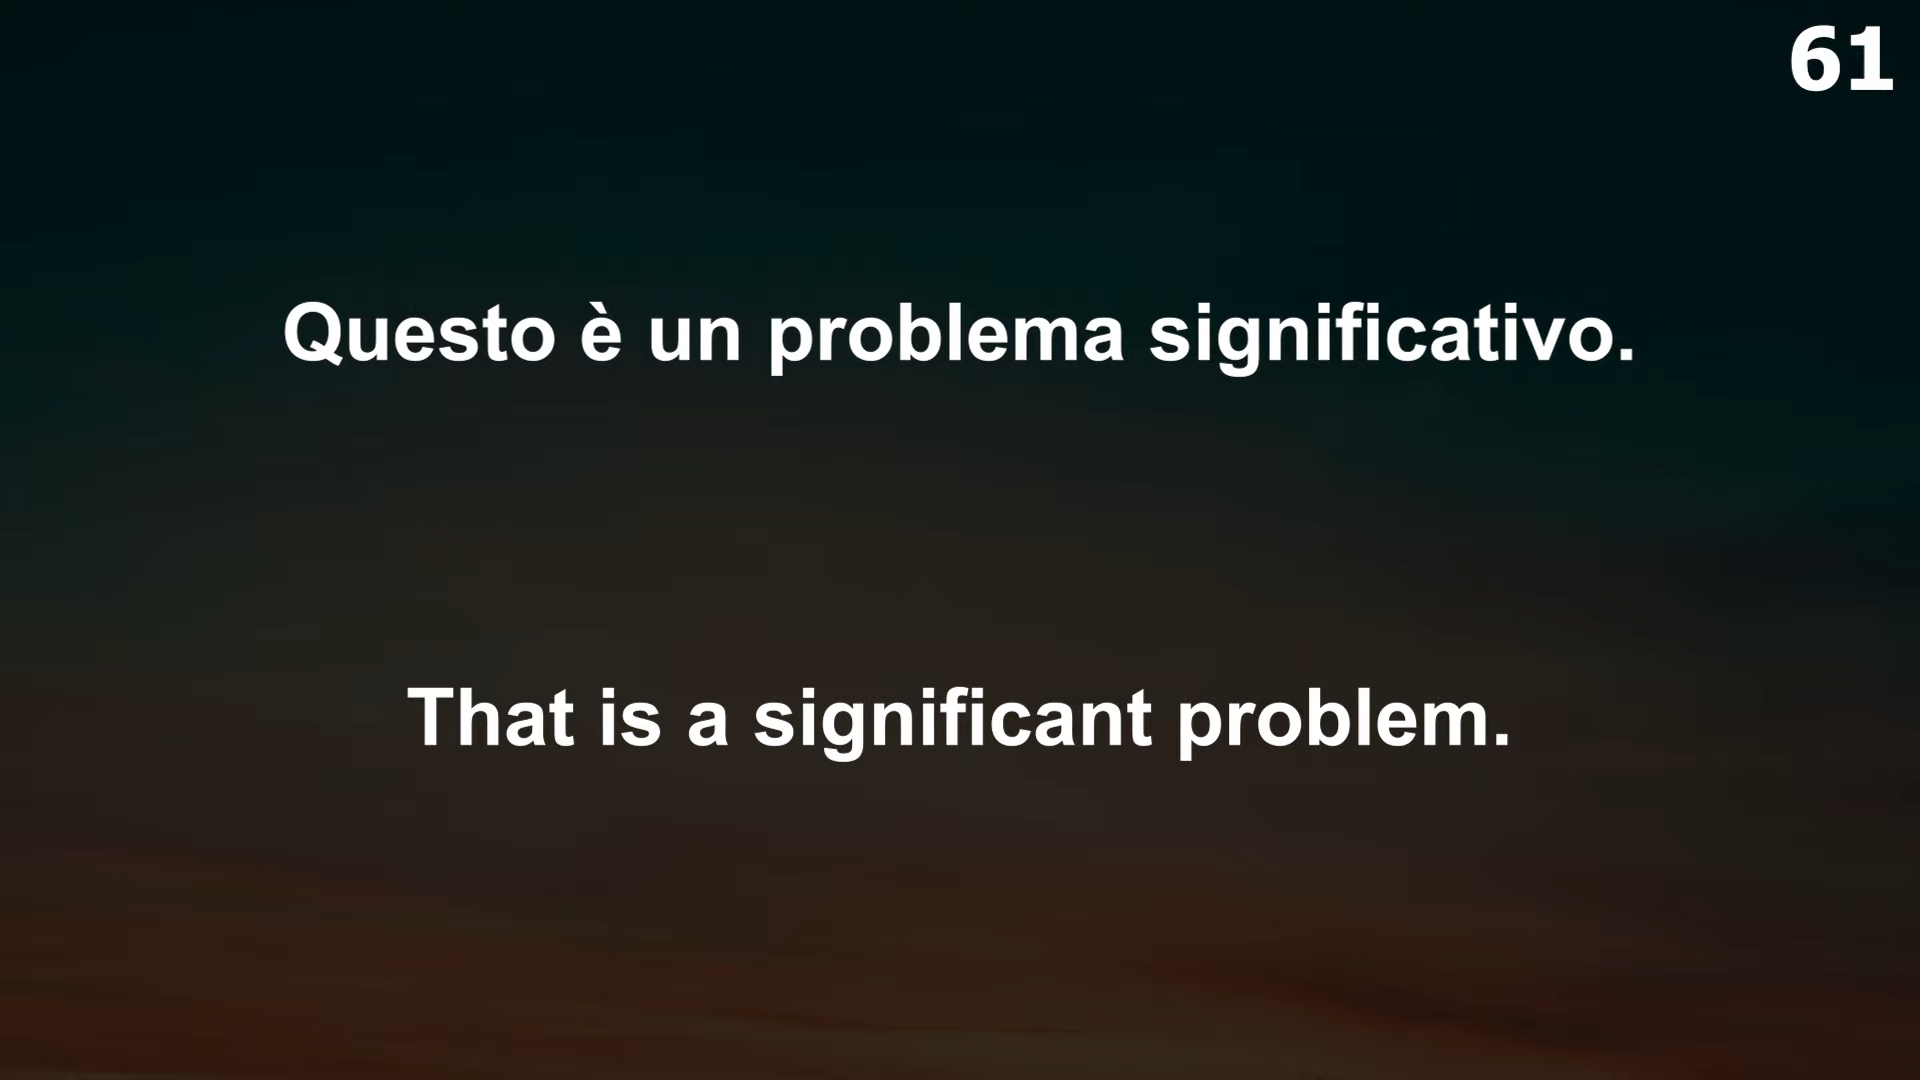 61
Questo è un problema significativo.
That is a significant problem.